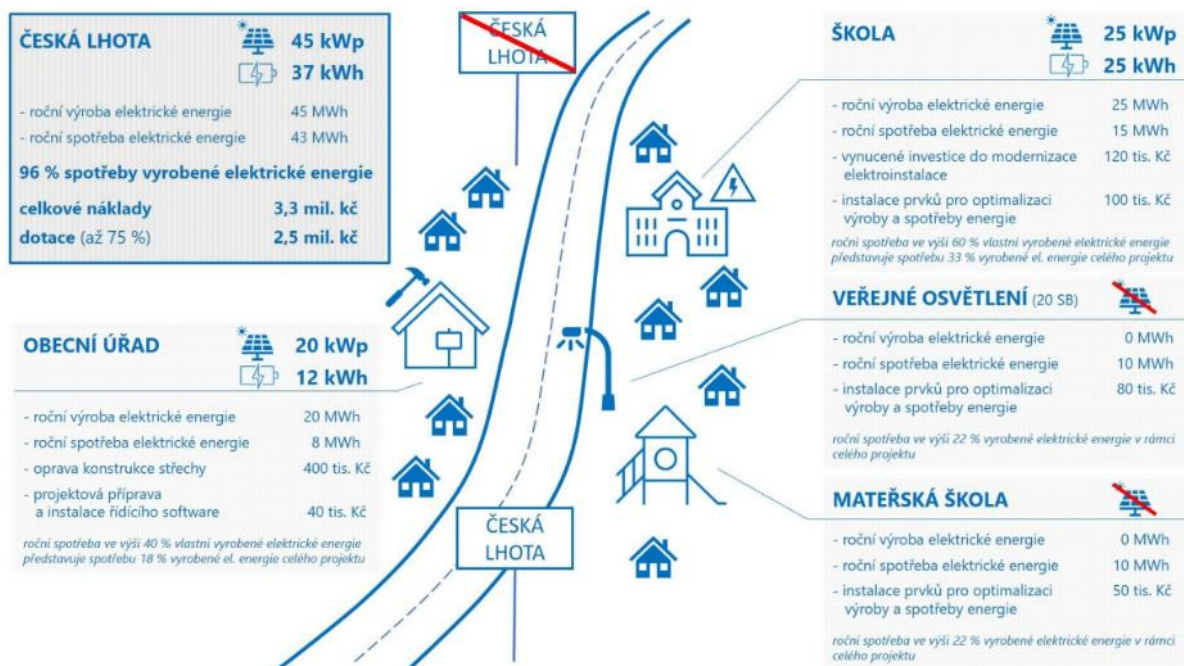 ČESKÁ LHOTA
45 kWp
37 kWh
- roční výroba elektrické energie 45 MWh
- roční spotřeba elektrické energie 43 MWh
96 % spotřeby vyrobené elektrické energie
celkové náklady 3,3 mil. kč
dotace (až 75 %) 2,5 mil. kč
OBECNÍ ÚŘAD
20 kWp
12 kWh
- roční výroba elektrické energie 20 MWh
- roční spotřeba elektrické energie 8 MWh
- oprava konstrukce střechy 400 tis. Kč
- projektová příprava
a instalace řídícího software 40 tis. Kč
roční spotřeba ve výši 40 % vlastní vyrobené elektrické energie
představuje spotřebu 18 % vyrobené el. energie celého projektu
ČESKÁ
LHOTA
ČESKÁ
LHOTA
ŠKOLA
25 kWp
25 kWh
- roční výroba elektrické energie 25 MWh
- roční spotřeba elektrické energie 15 MWh
- vynucené investice do modernizace 120 tis. Kč
elektroinstalace
- instalace prvků pro optimalizaci 100 tis. Kč
výroby a spotřeby energie
roční spotřeba ve výši 60 % vlastní vyrobené elektrické energie
představuje spotřebu 33 % vyrobené el. energie celého projektu
VEŘEJNÉ OSVĚTLENÍ (20 SB)
- roční výroba elektrické energie 0 MWh
- roční spotřeba elektrické energie 10 MWh
- instalace prvků pro optimalizaci 80 tis. Kč
výroby a spotřeby energie
roční spotřeba ve výši 22 % vyrobené elektrické energie v rámci
celého projektu
MATEŘSKÁ ŠKOLA
- roční výroba elektrické energie 0 MWh
- roční spotřeba elektrické energie 10 MWh
- instalace prvků pro optimalizaci 50 tis. Kč
výroby a spotřeby energie
roční spotřeba ve výši 22 % vyrobené elektrické energie v rámci
celého projektu